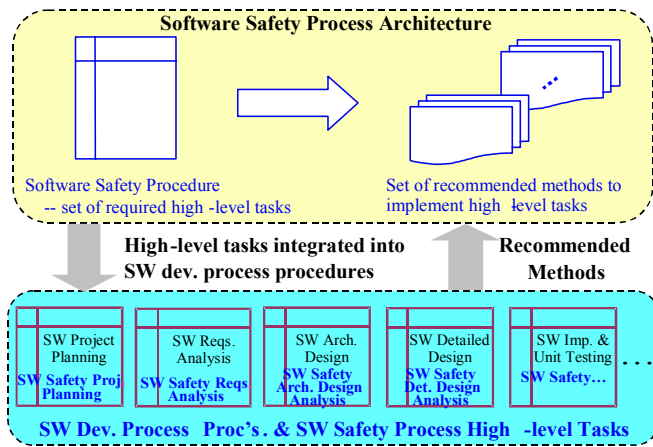 Software Safety Process Architecture
Software Safety Procedure
-- set of required high -level tasks
Set of recommended methods to
implement high -level tasks
High-level tasks integrated into
SW dev. process procedures
Recommended
Methods
SW Project
Planning
SW Safety Proj.
Planning
SW Reqs.
Analysis
SW Safety Reqs
Analysis
SW Arch.
Design
SW Safety
Arch. Design
Analysis
SW Detailed
Design
SW Safety
Det. Design
Analysis
SW Imp. &
Unit Testing
SW Safety…
....
SW Dev. Process Proc's. & SW Safety Process High -level Tasks